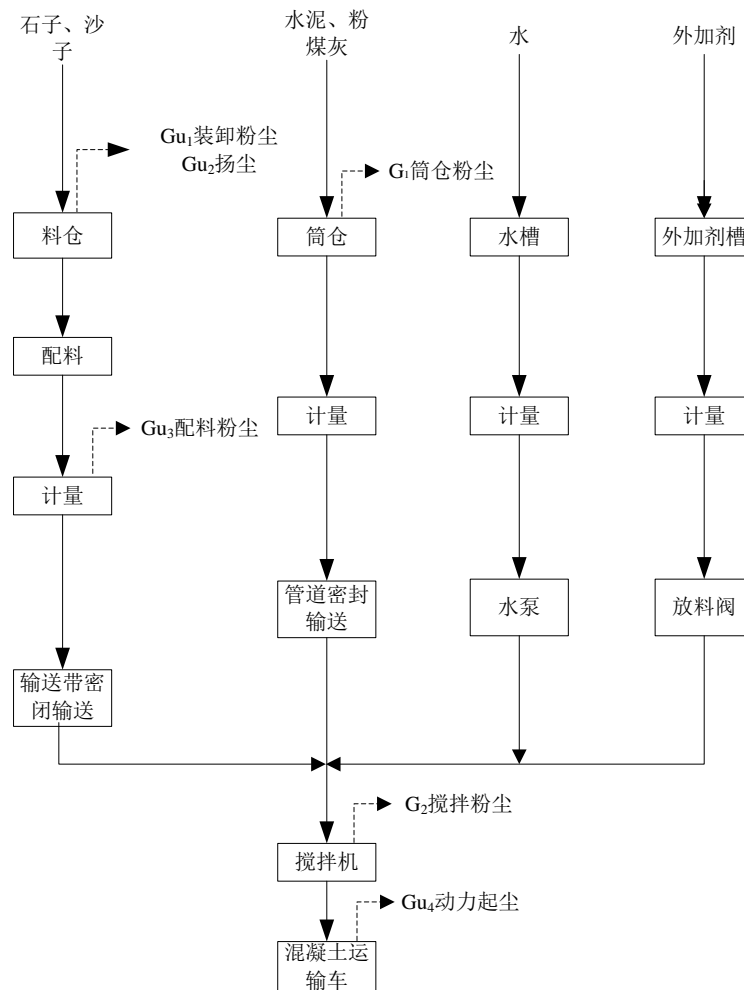 石子、沙
子
水泥、粉
煤灰
水
外加剂
Gu₁装卸粉尘
Gu₂扬尘
G₁筒仓粉尘
料仓
筒仓
水槽
外加剂槽
配料
计量
计量
计量
Gu₃配料粉尘
计量
管道密封
输送
水泵
放料阀
输送带密
闭输送
G₂搅拌粉尘
搅拌机
Gu₄动力起尘
混凝土运
输车